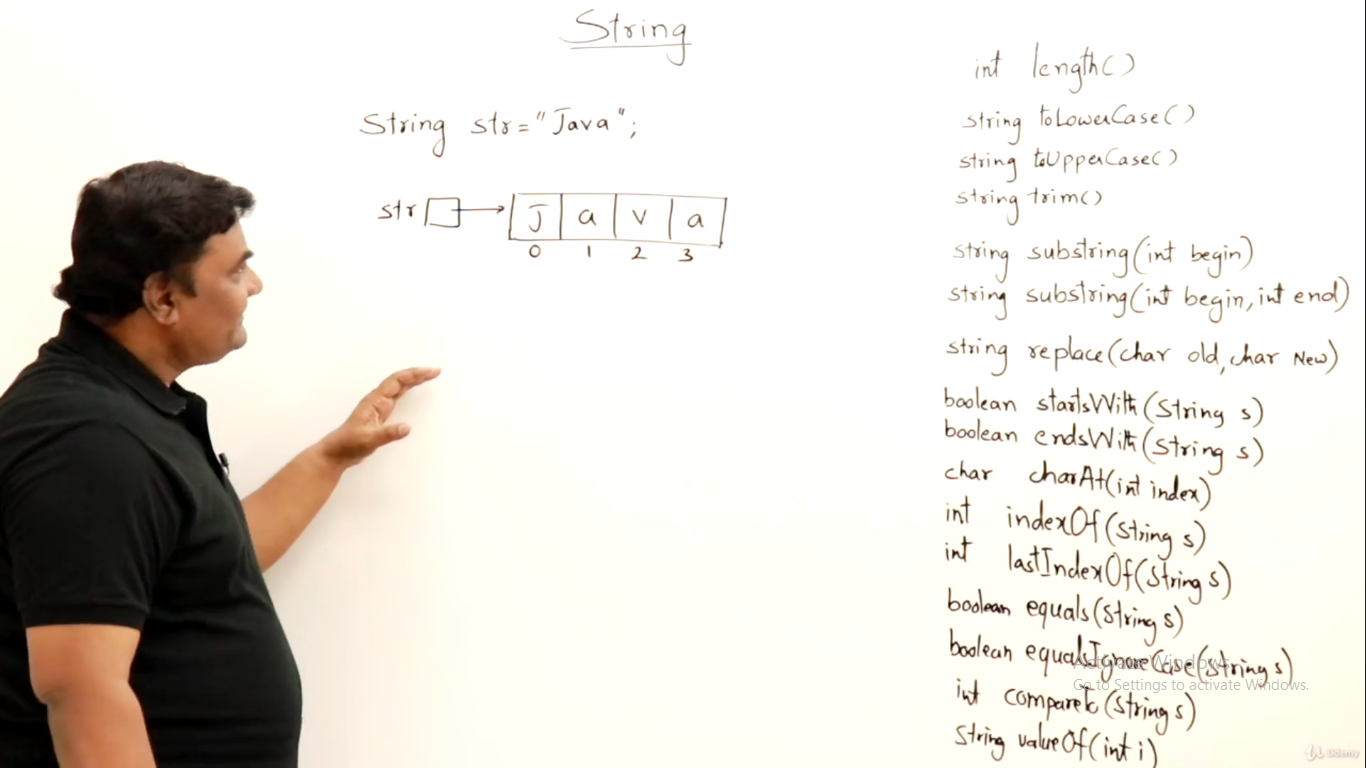 String
String str="Java";
str
J a v a
0 1 2 3
int length()
string toLowerCase()
string toUpperCase()
string trim()
string substring(int begin)
string substring(int begin, int end)
string replace(char old, char New)
boolean startsWith(String s)
boolean endsWith(String s)
char charAt(int index)
int indexOf(String s)
int lastIndexOf(String s)
boolean equals(String s)
boolean equalsIgnoreCase(String s)
int compareTo(String s)
String valueOf(int i)
Activate Windows
Go to Settings to activate Windows.
Udemy